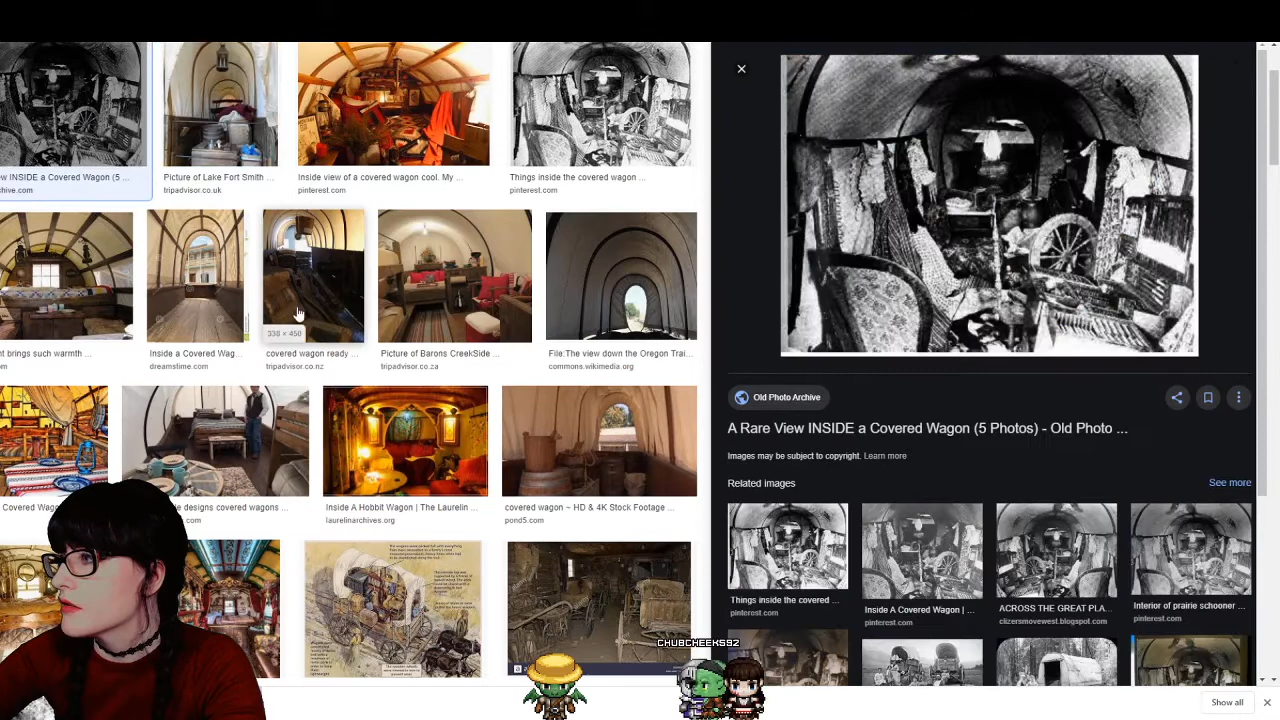 w INSIDE a Covered Wagon (5 ...
hive.com
Picture of Lake Fort Smith ...
tripadvisor.co.uk
Inside view of a covered wagon cool. My ...
pinterest.com
Things inside the covered wagon ...
pinterest.com
338 × 450
t brings such warmth ...
om
Inside a Covered Wag...
dreamstime.com
covered wagon ready ...
tripadvisor.co.nz
Picture of Barons CreekSide ...
tripadvisor.co.za
File:The view down the Oregon Trai...
commons.wikimedia.org
Covered Wago
le designs covered wagons ...
s.com
Inside A Hobbit Wagon | The Laurelin ...
laurelinarchives.org
covered wagon ~ HD & 4K Stock Footage ...
pond5.com
Old Photo Archive
A Rare View INSIDE a Covered Wagon (5 Photos) - Old Photo ...
Images may be subject to copyright. Learn more
Related images
See more
Things inside the covered ...
pinterest.com
Inside A Covered Wagon | ...
pinterest.com
ACROSS THE GREAT PLA...
clizersmovewest.blogspot.com
Interior of prairie schooner ...
pinterest.com
CHUBCHEEKS92
Show all